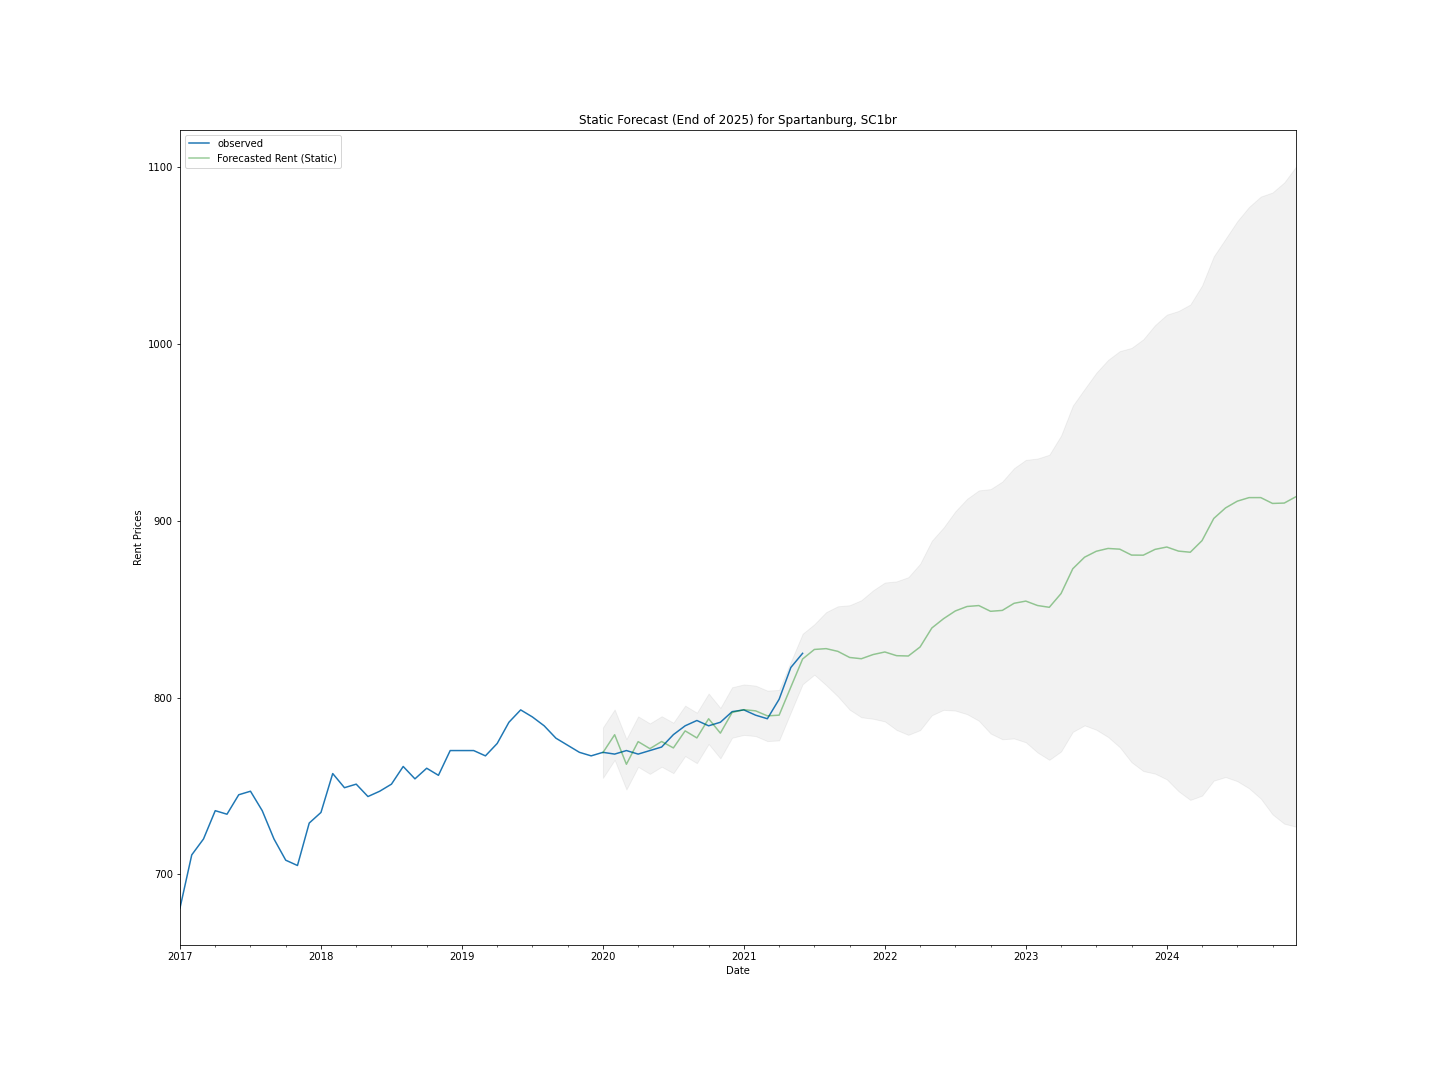 Static Forecast (End of 2025) for Spartanburg, SC1br
observed
Forecasted Rent (Static)
1100
1000
900
800
700
Rent Prices
2017 2018 2019 2020 2021 2022 2023 2024
Date